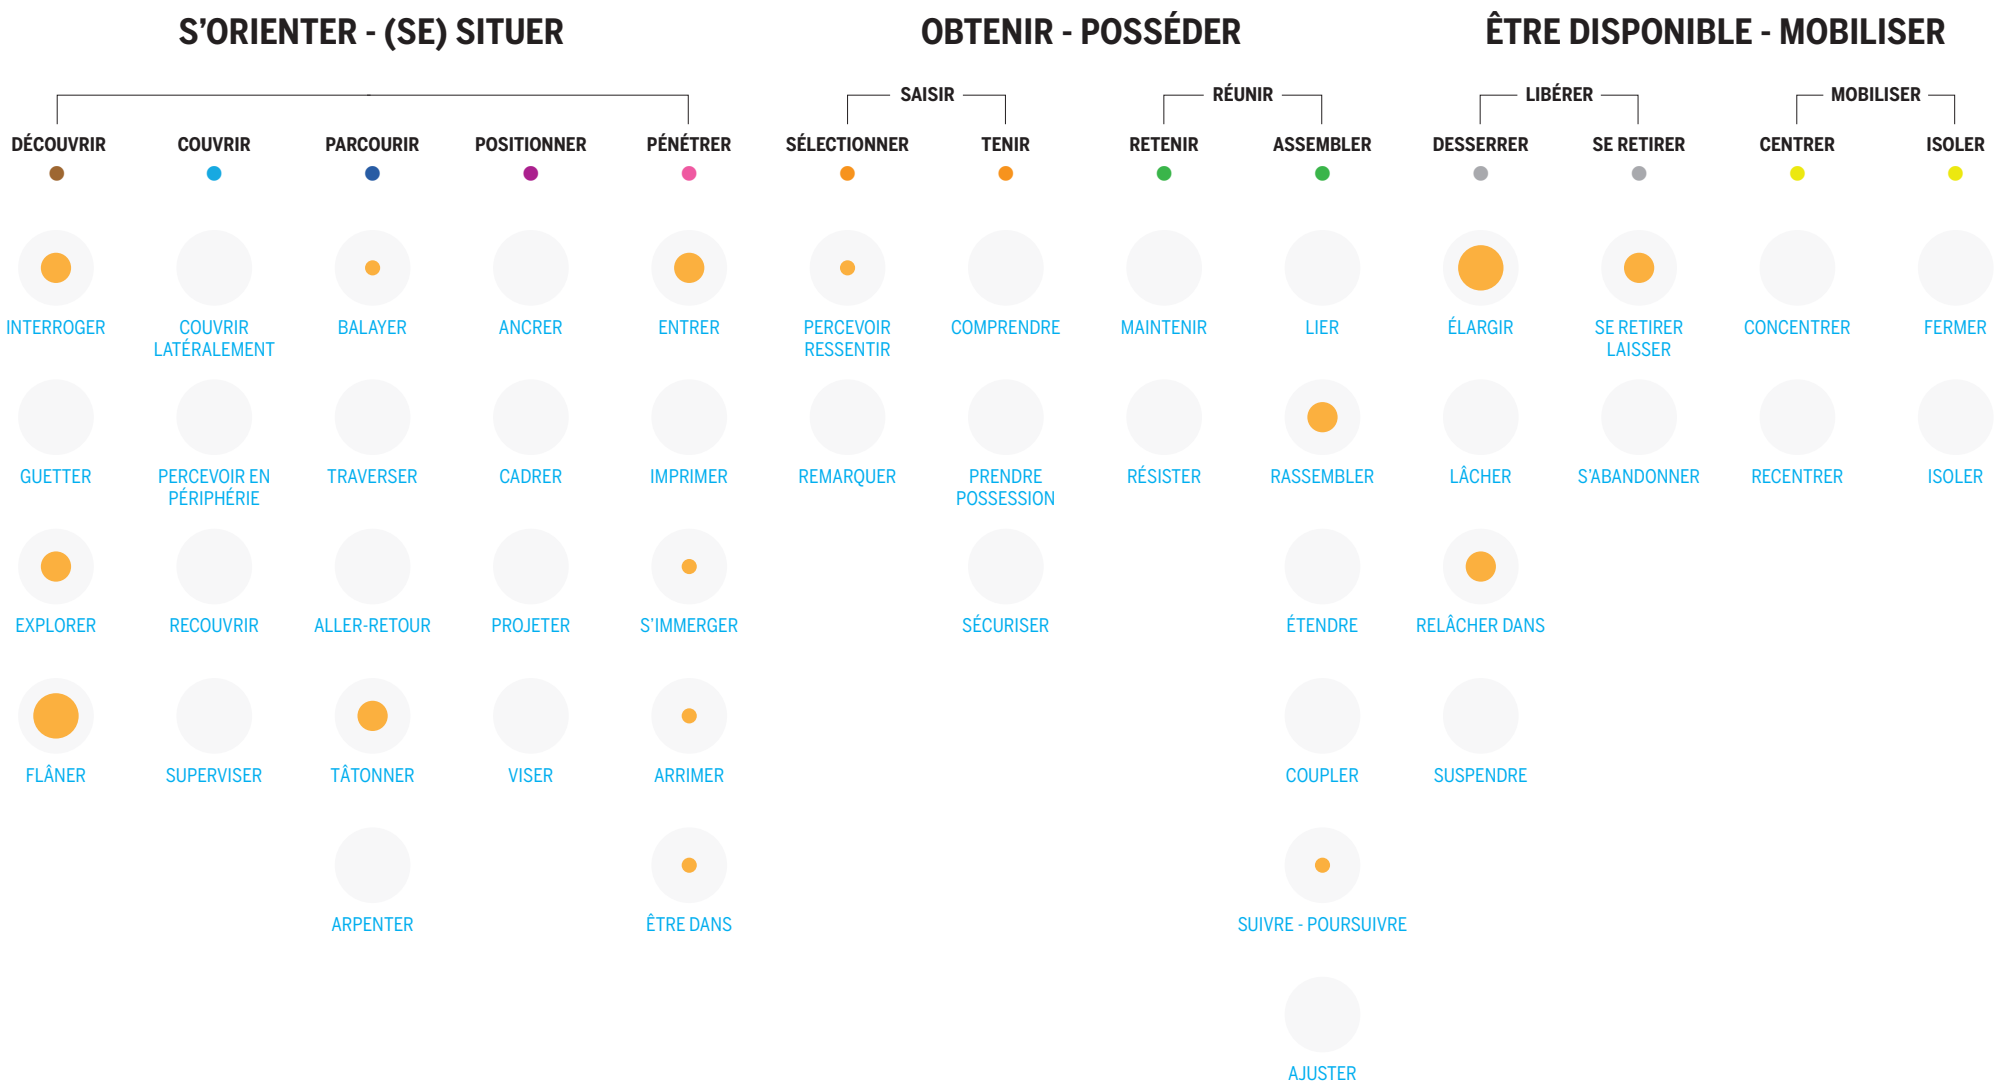 S'ORIENTER - (SE) SITUER
OBTENIR - POSSÉDER
ÊTRE DISPONIBLE - MOBILISER
SAISIR
RÉUNIR
LIBÉRER
MOBILISER
DÉCOUVRIR
COUVRIR
PARCOURIR
POSITIONNER
PÉNÉTRER
SÉLECTIONNER
TENIR
RETENIR
ASSEMBLER
DESSERRER
SE RETIRER
CENTRER
ISOLER
INTERROGER
COUVRIR
LATÉRALEMENT
BALAYER
ANCRER
ENTRER
PERCEVOIR
RESSENTIR
COMPRENDRE
MAINTENIR
LIER
ÉLARGIR
SE RETIRER
LAISSER
CONCENTRER
FERMER
GUETTER
PERCEVOIR EN
PÉRIPHÉRIE
TRAVERSER
CADRER
IMPRIMER
REMARQUER
PRENDRE
POSSESSION
RÉSISTER
RASSEMBLER
LÂCHER
S'ABANDONNER
RECENTRER
ISOLER
EXPLORER
RECOUVRIR
ALLER-RETOUR
PROJETER
S'IMMERGER
SÉCURISER
ÉTENDRE
RELÂCHER DANS
FLÂNER
SUPERVISER
TÂTONNER
VISER
ARRIMER
COUPLER
SUSPENDRE
ARPENTER
ÊTRE DANS
SUIVRE - POURSUIVRE
AJUSTER